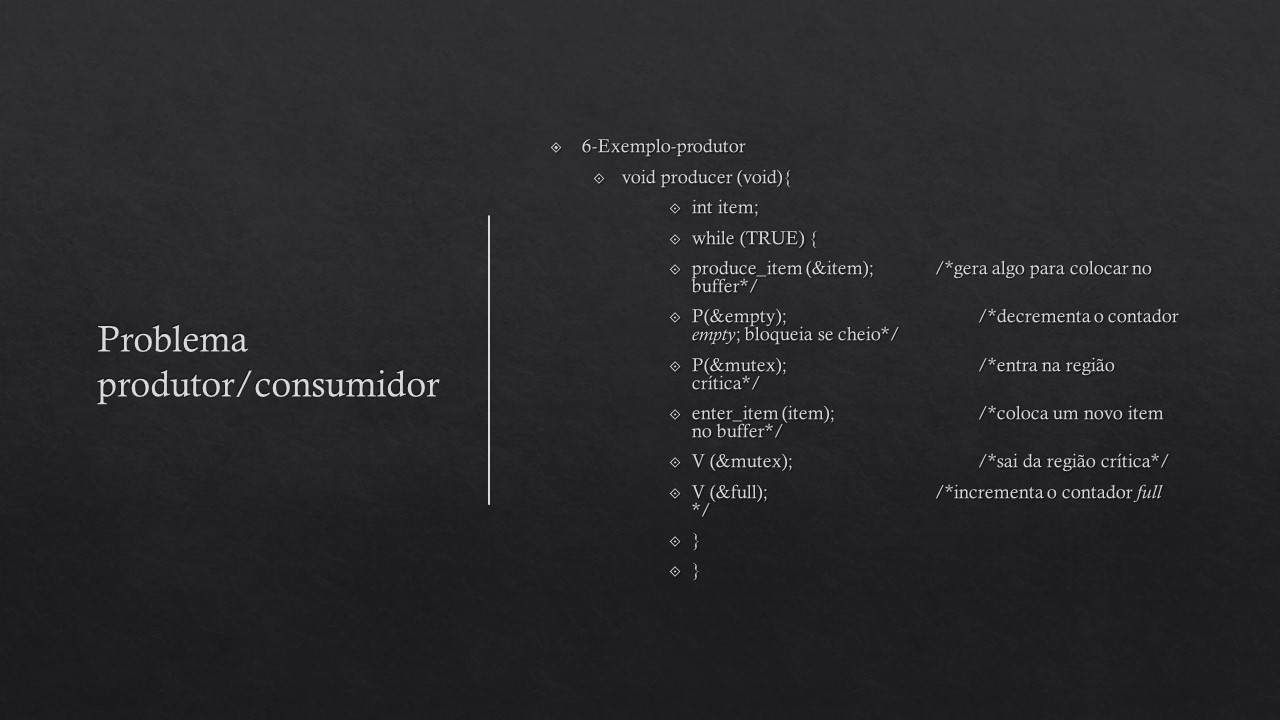 Problema
produtor/consumidor
6-Exemplo-produtor
void producer (void){
int item;
while (TRUE) {
produce_item (&item); /*gera algo para colocar no
buffer*/
P(&empty); /*decrementa o contador
empty; bloqueia se cheio*/
P(&mutex); /*entra na região
crítica*/
enter_item (item); /*coloca um novo item
no buffer*/
V (&mutex); /*sai da região crítica*/
V (&full); /*incrementa o contador full
*/
}
}